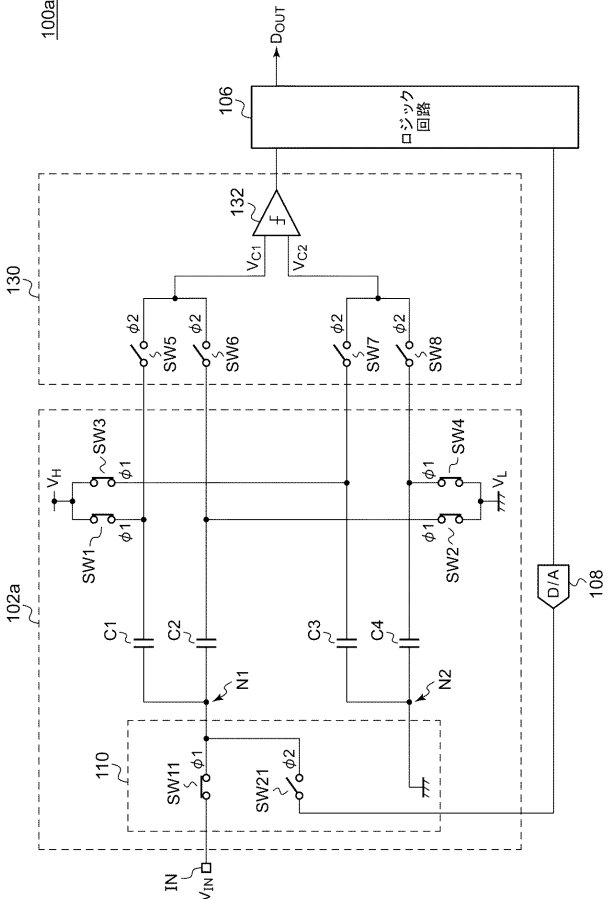 100a
102a
130
106
ロジック
回路
DOUT
132
VC1
VC2
VH
SW1
φ1
SW3
φ1
φ2
SW5
φ2
SW6
φ2
SW7
φ2
SW8
C1
C2
C3
C4
φ1
SW2
φ1
SW4
VL
N1
N2
110
SW11
φ1
SW21
φ2
IN
VIN
D/A
108